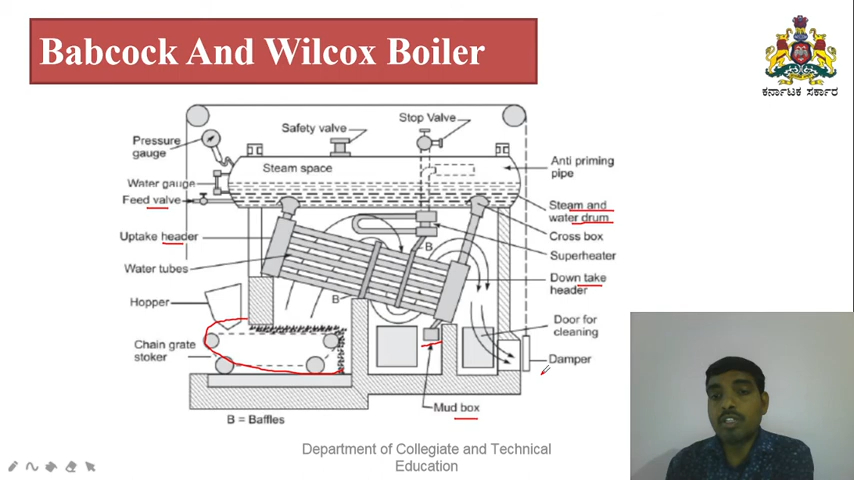 Babcock And Wilcox Boiler
ಕರ್ನಾಟಕ ಸರ್ಕಾರ
Stop Valve
Safety valve
Pressure
gauge
Steam space
Anti priming
pipe
Water gauge
Feed valve
Steam and
water drum
Uptake header
Cross box
B
Superheater
Water tubes
Down take
header
Hopper
B
Door for
cleaning
Chain grate
stoker
Damper
Mud box
B = Baffles
Department of Collegiate and Technical
Education